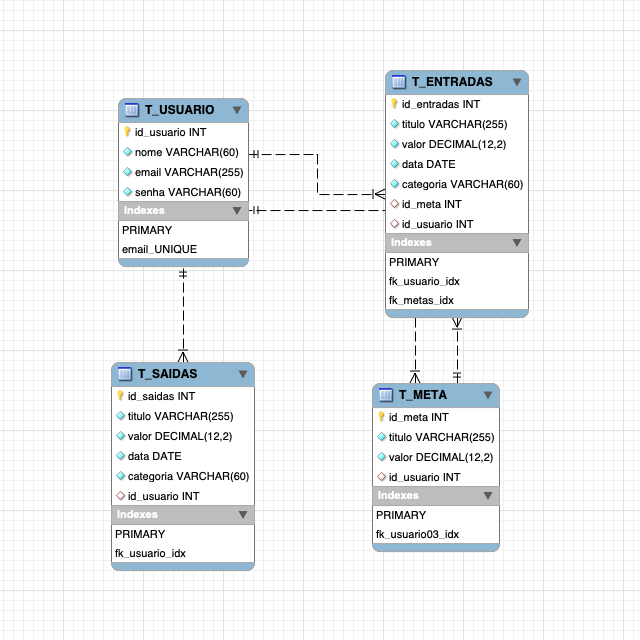 T_USUARIO
id_usuario INT
nome VARCHAR(60)
email VARCHAR(255)
senha VARCHAR(60)
Indexes
PRIMARY
email_UNIQUE
T_ENTRADAS
id_entradas INT
titulo VARCHAR(255)
valor DECIMAL(12,2)
data DATE
categoria VARCHAR(60)
id_meta INT
id_usuario INT
Indexes
PRIMARY
fk_usuario_idx
fk_metas_idx
T_SAIDAS
id_saidas INT
titulo VARCHAR(255)
valor DECIMAL(12,2)
data DATE
categoria VARCHAR(60)
id_usuario INT
Indexes
PRIMARY
fk_usuario_idx
T_META
id_meta INT
titulo VARCHAR(255)
valor DECIMAL(12,2)
id_usuario INT
Indexes
PRIMARY
fk_usuario03_idx